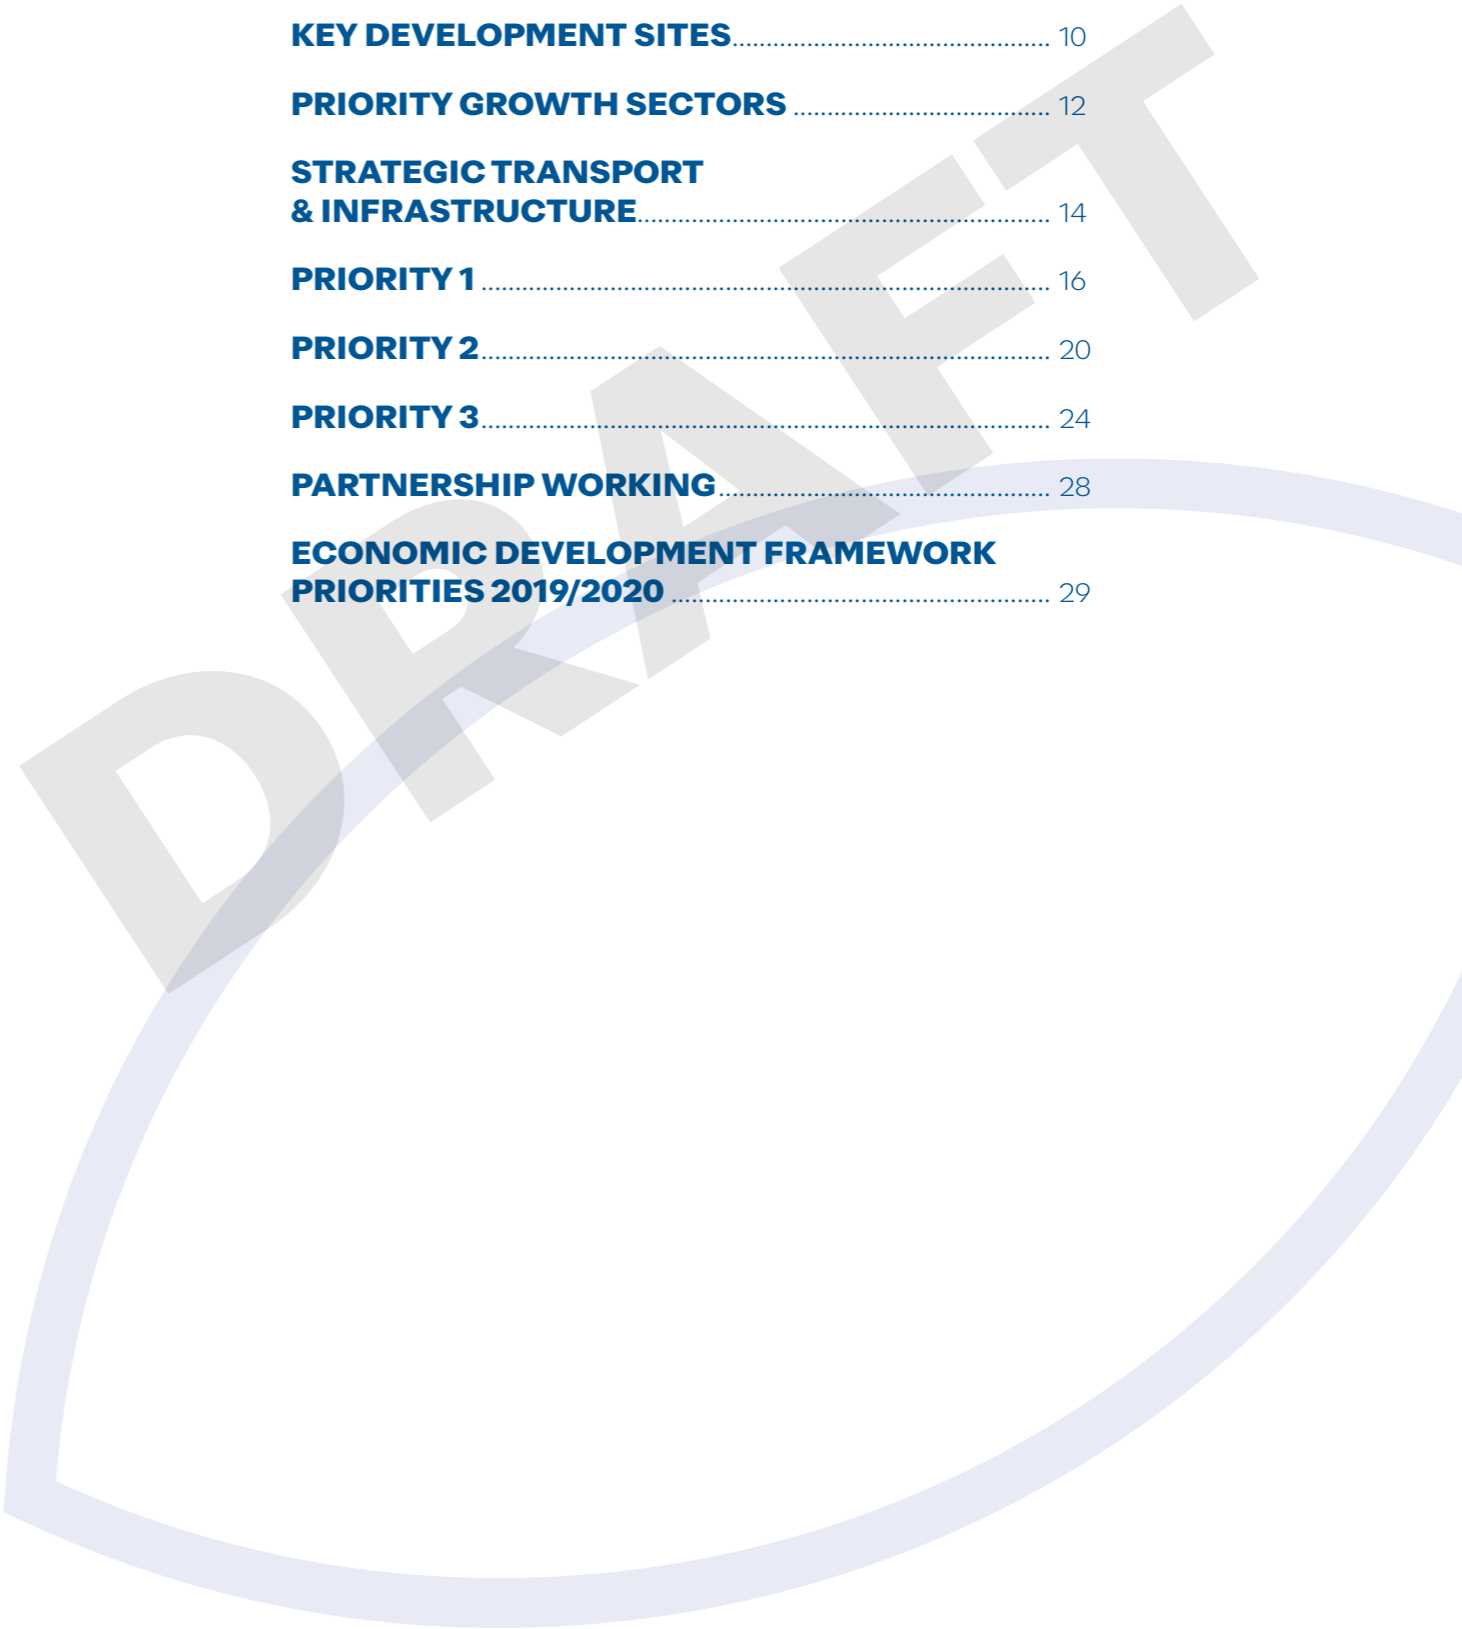 KEY DEVELOPMENT SITES ............................................... 10
PRIORITY GROWTH SECTORS ...................................... 12
STRATEGIC TRANSPORT
& INFRASTRUCTURE ............................................................. 14
PRIORITY 1 .................................................................................... 16
PRIORITY 2 .................................................................................... 20
PRIORITY 3 .................................................................................... 24
PARTNERSHIP WORKING ................................................. 28
ECONOMIC DEVELOPMENT FRAMEWORK
PRIORITIES 2019/2020 ........................................................ 29
DRAFT